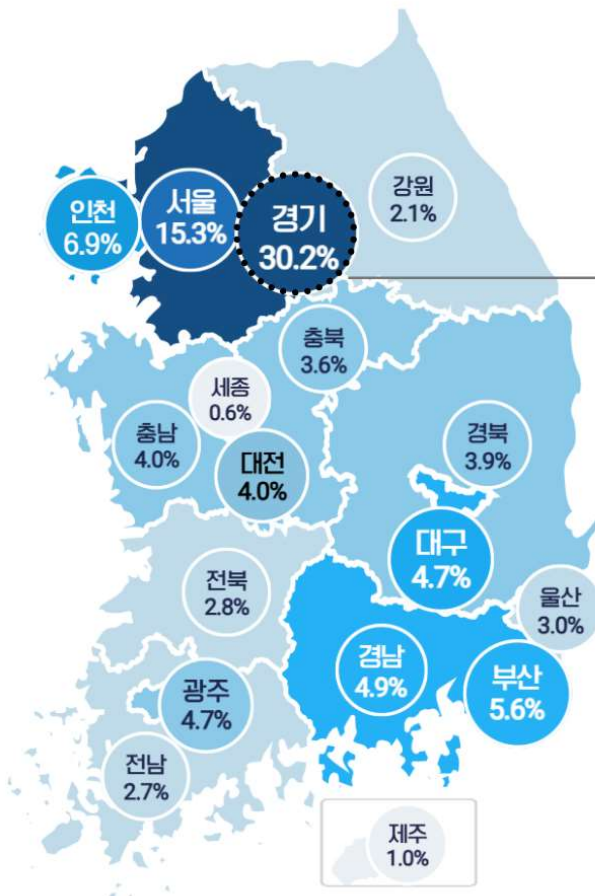 강원
2.1%
인천
6.9%
서울
15.3%
경기
30.2%
충북
3.6%
세종
0.6%
충남
4.0%
대전
4.0%
경북
3.9%
대구
4.7%
전북
2.8%
울산
3.0%
경남
4.9%
부산
5.6%
광주
4.7%
전남
2.7%
제주
1.0%